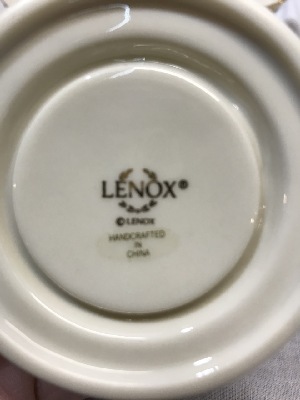 LENOX®
© LENOX
HANDCRAFTED
IN
CHINA